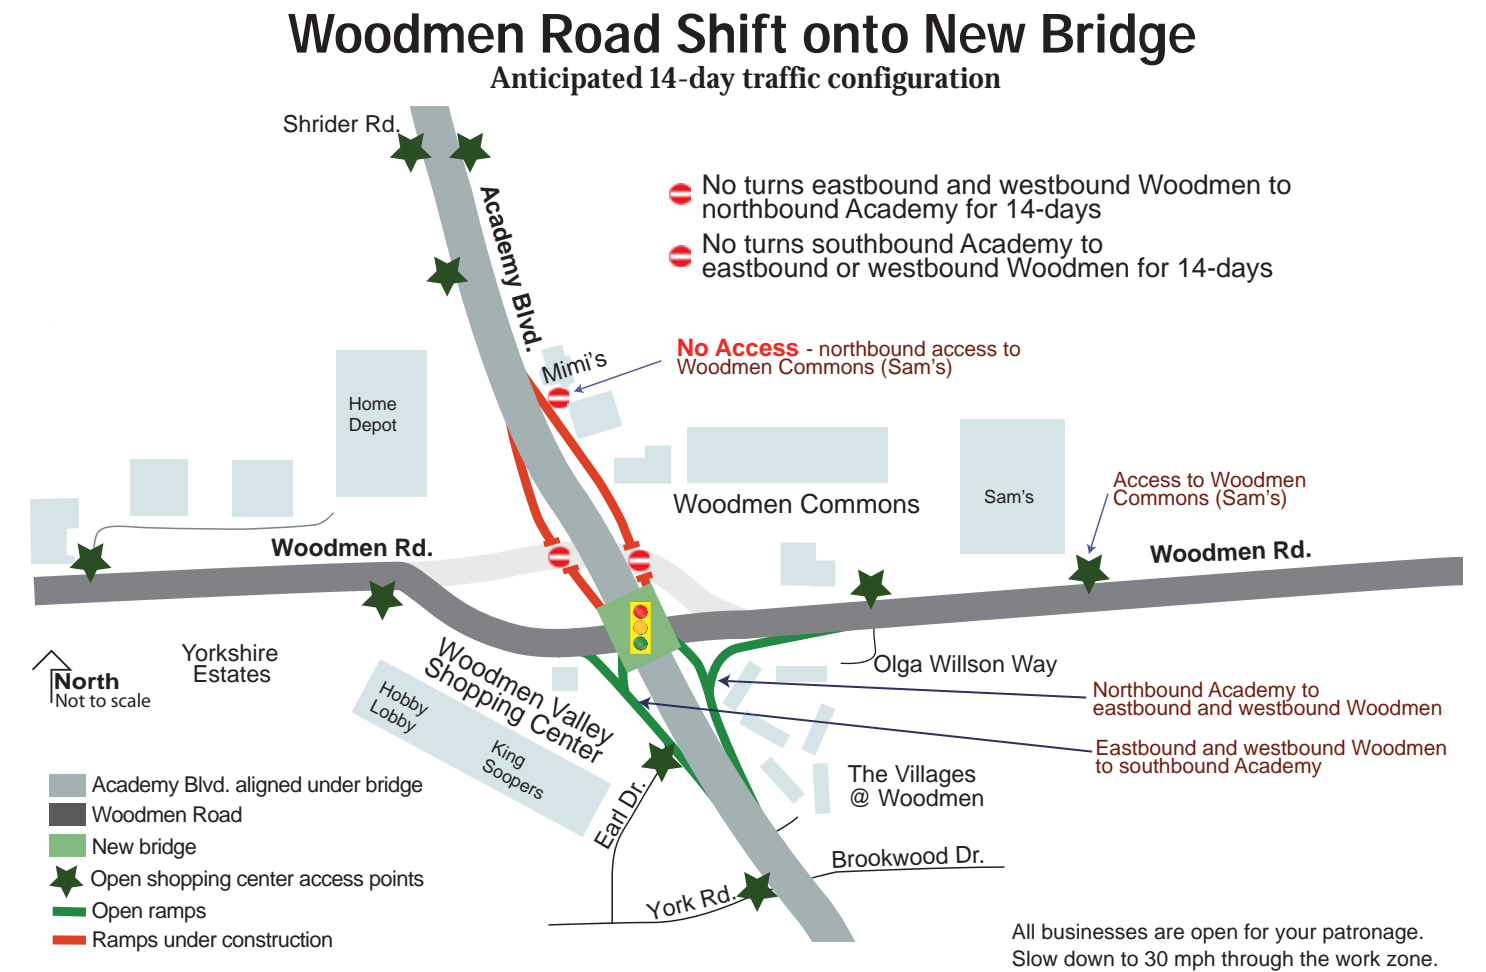 Woodmen Road Shift onto New Bridge
Anticipated 14-day traffic configuration
Shrider Rd.
Academy Blvd.
No turns eastbound and westbound Woodmen to
northbound Academy for 14-days
No turns southbound Academy to
eastbound or westbound Woodmen for 14-days
Mimi's
No Access - northbound access to
Woodmen Commons (Sam's)
Home
Depot
Woodmen Commons
Sam's
Access to Woodmen
Commons (Sam's)
Woodmen Rd.
Woodmen Rd.
Yorkshire
Estates
North
Not to scale
Woodmen Valley
Shopping Center
Hobby
Lobby
King
Soopers
Olga Willson Way
Northbound Academy to
eastbound and westbound Woodmen
Eastbound and westbound Woodmen
to southbound Academy
The Villages
@ Woodmen
Earl Dr.
Brookwood Dr.
York Rd.
Academy Blvd. aligned under bridge
Woodmen Road
New bridge
Open shopping center access points
Open ramps
Ramps under construction
All businesses are open for your patronage.
Slow down to 30 mph through the work zone.